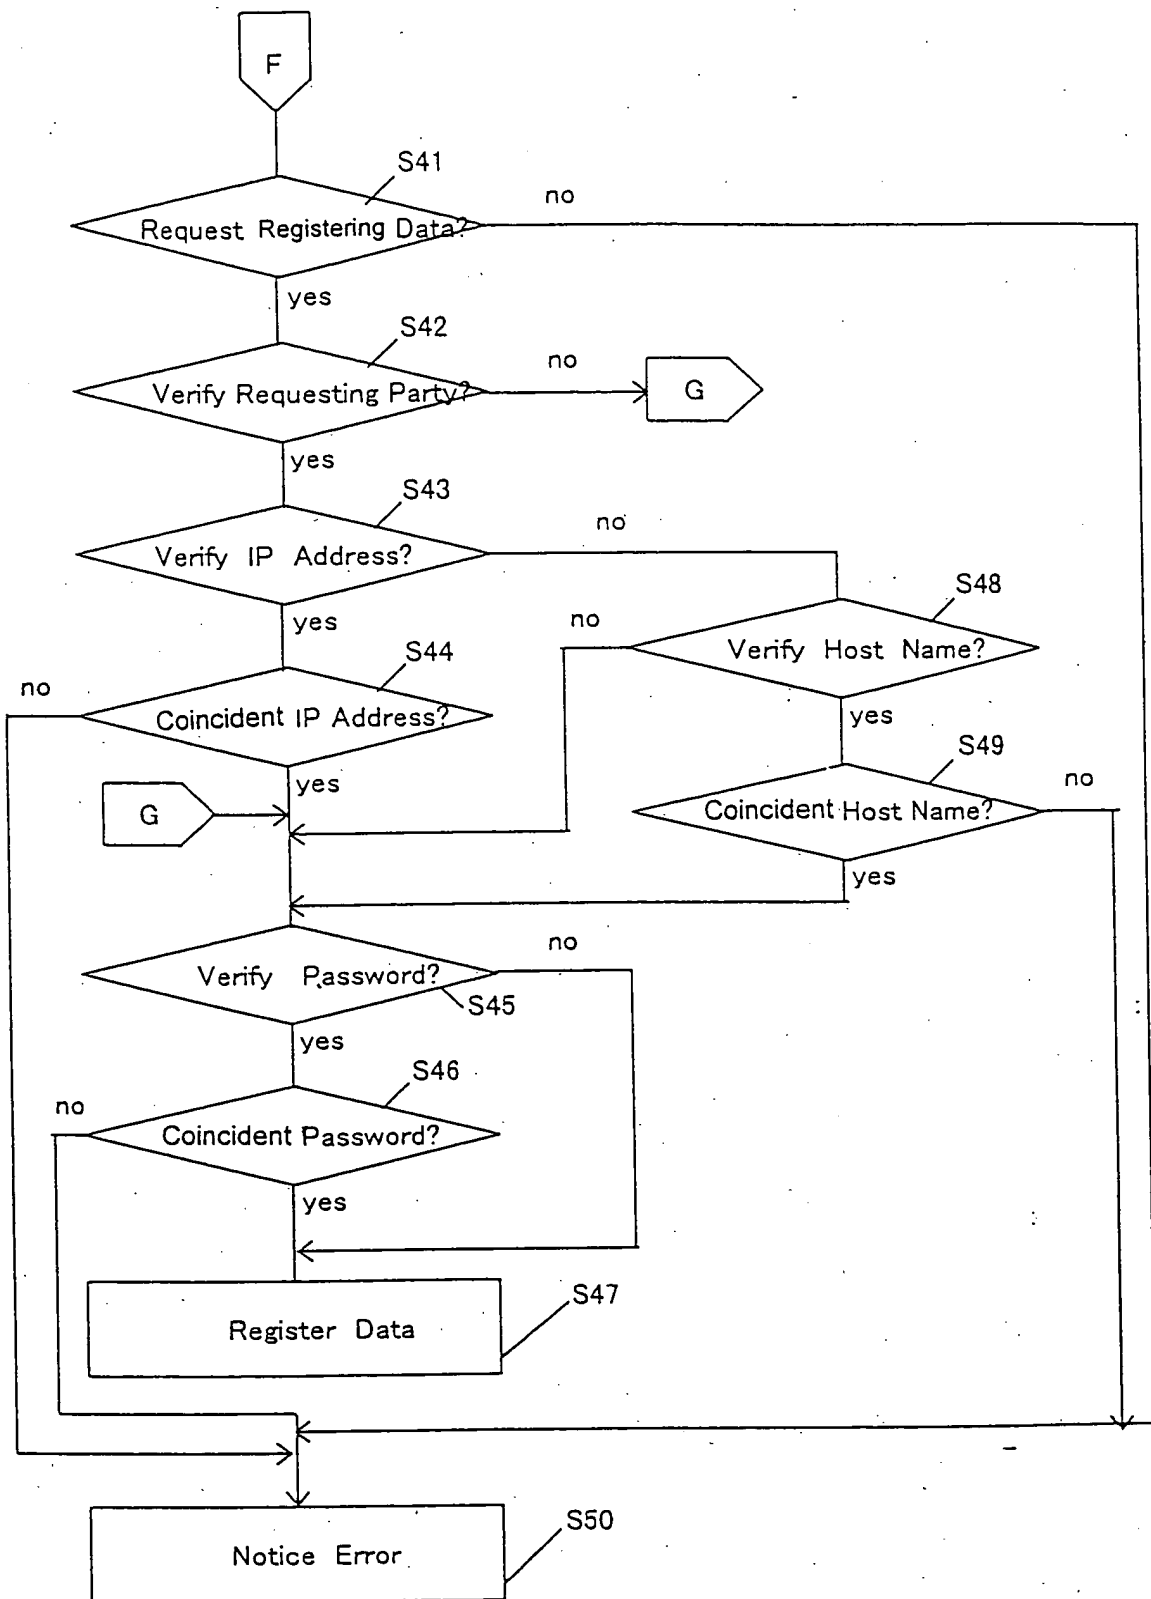 F
S41
no
Request Registering Data?
yes
S42
no
Verify Requesting Party?
G
yes
S43
no
Verify IP Address?
yes
S48
no
Verify Host Name?
S44
no
Coincident IP Address?
yes
S49
yes
no
G
Coincident Host Name?
yes
no
Verify Password?
S45
yes
S46
no
Coincident Password?
yes
S47
Register Data
S50
Notice Error